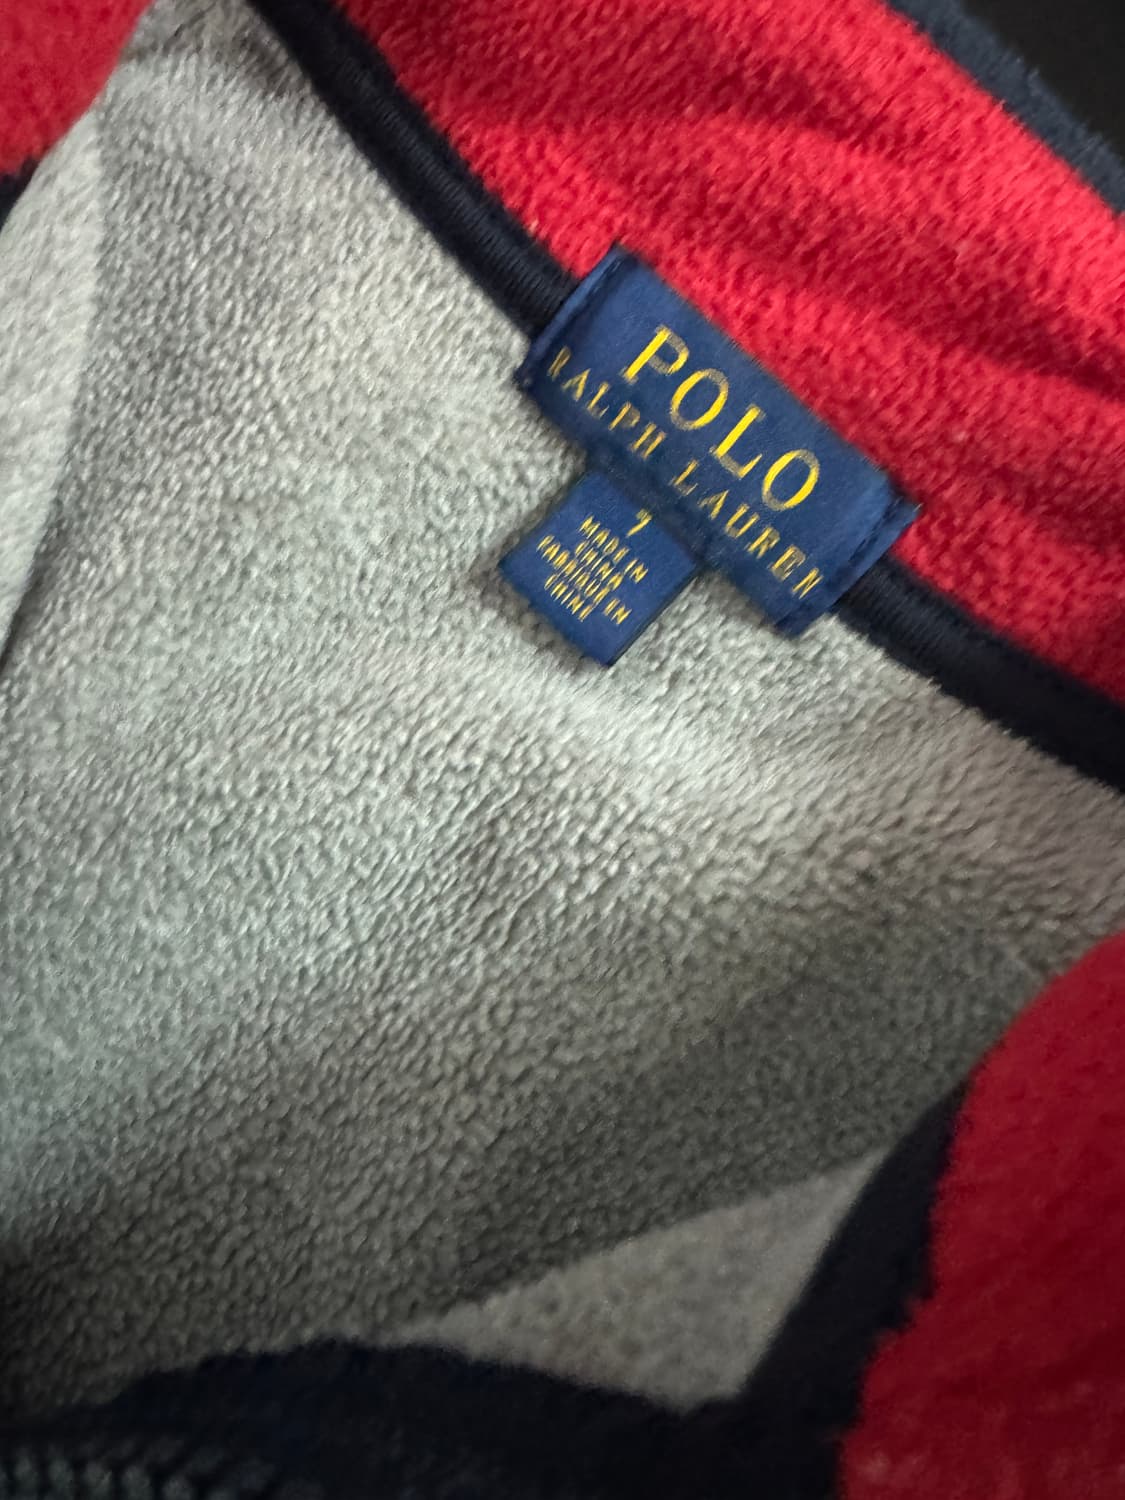 POLO
RALPH LAUREN
7
MADE IN
CHINA
FABRIQUE EN
CHINE